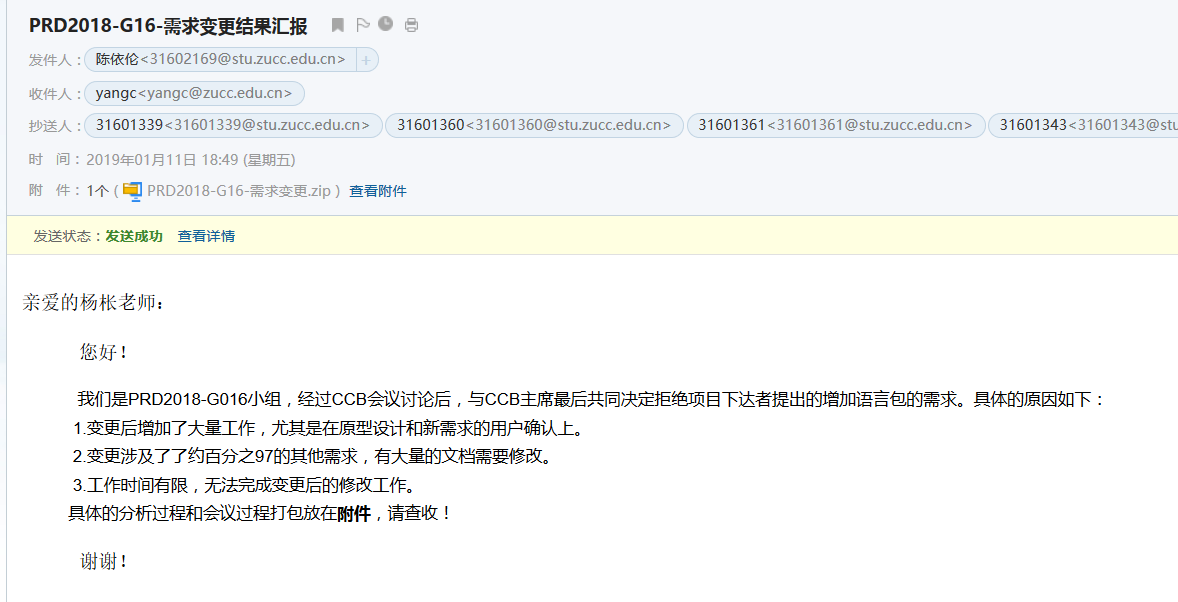 PRD2018-G16-需求变更结果汇报
发件人：陈依伦<31602169@stu.zucc.edu.cn> +
收件人：yangc<yangc@zucc.edu.cn>
抄送人：31601339<31601339@stu.zucc.edu.cn> 31601360<31601360@stu.zucc.edu.cn> 31601361<31601361@stu.zucc.edu.cn> 31601343<31601343@stu
时 间：2019年01月11日 18:49 (星期五)
附 件：1个 ( PRD2018-G16-需求变更.zip ) 查看附件
发送状态：发送成功 查看详情
亲爱的杨枨老师：
您好！
我们是PRD2018-G016小组，经过CCB会议讨论后，与CCB主席最后共同决定拒绝项目下达者提出的增加语言包的需求。具体的原因如下：
1.变更后增加了大量工作，尤其是在原型设计和新需求的用户确认上。
2.变更涉及了了约百分之97的其他需求，有大量的文档需要修改。
3.工作时间有限，无法完成变更后的修改工作。
具体的分析过程和会议过程打包放在附件，请查收！
谢谢！